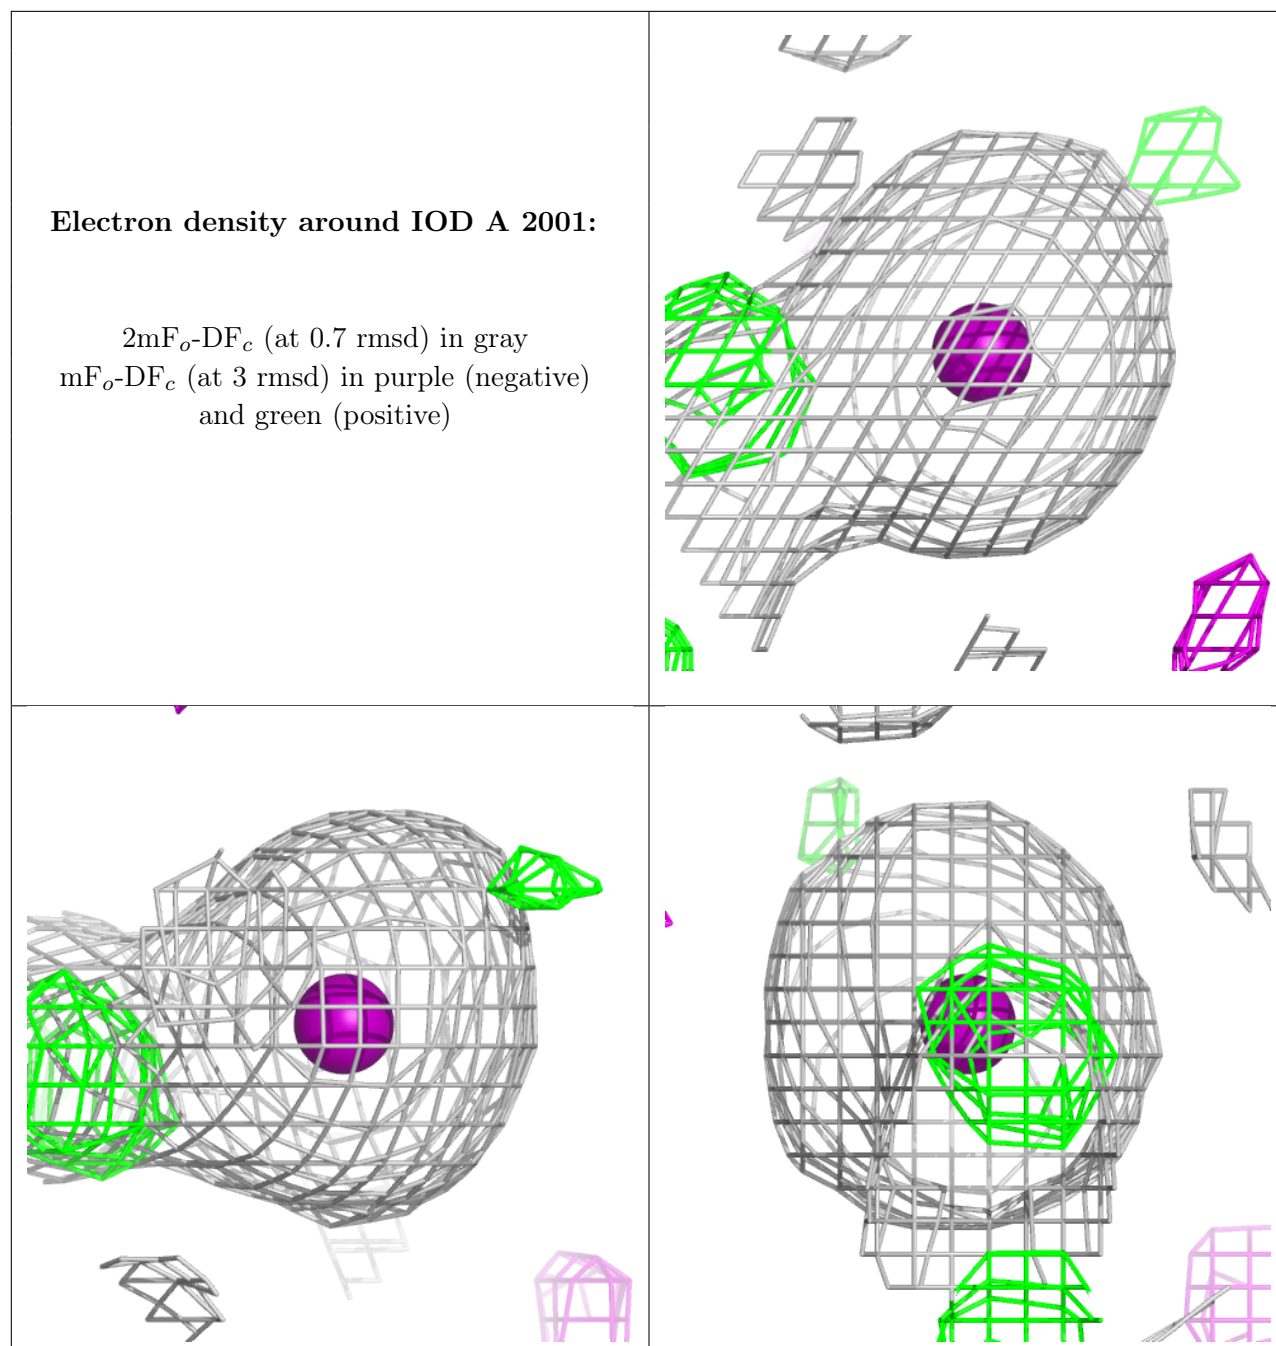 Electron density around IOD A 2001:
2mFo-DFc (at 0.7 rmsd) in gray
mFo-DFc (at 3 rmsd) in purple (negative)
and green (positive)